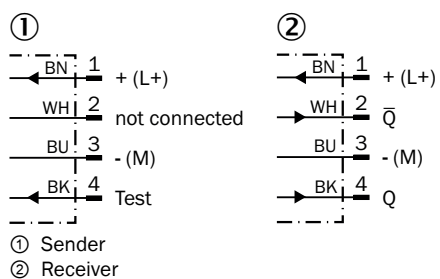 ① ②
BN 1 + (L+) BN 1 + (L+)
WH 2 not connected WH 2 Q̅
BU 3 - (M) BU 3 - (M)
BK 4 Test BK 4 Q
① Sender
② Receiver